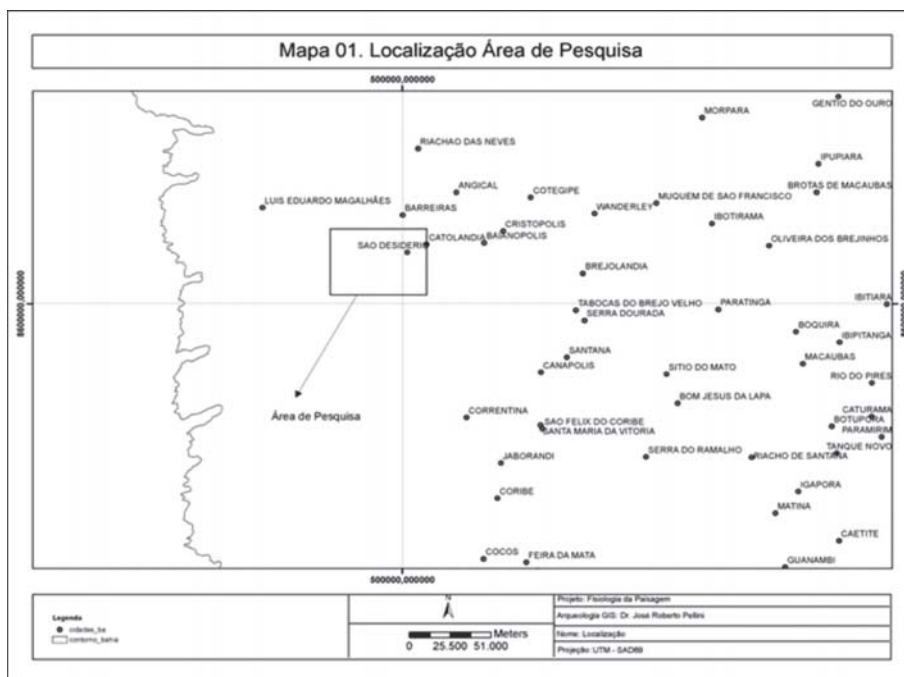 Mapa 01. Localização Área de Pesquisa
500000,000000
GENTIO DO OURO
MORPARA
RIACHAO DAS NEVES
IPUPIARA
ANGICAL
COTEGIPE
BROTAS DE MACAUBAS
LUIS EDUARDO MAGALHÃES
MUQUEM DE SAO FRANCISCO
BARREIRAS
WANDERLEY
IBOTIRAMA
CRISTOPOLIS
CATOLANDIA
BAIANOPOLIS
SAO DESIDERIO
OLIVEIRA DOS BREJINHOS
BREJOLANDIA
8600000,000000
IBITIARA
TABOCAS DO BREJO VELHO
PARATINGA
SERRA DOURADA
BOQUIRA
IBIPITANGA
SANTANA
MACAUBAS
CANAPOLIS
SITIO DO MATO
RIO DO PIRES
BOM JESUS DA LAPA
Área de Pesquisa
CORRENTINA
CATURAMA
SAO FELIX DO CORIBE
BOTUPORA
SANTA MARIA DA VITORIA
PARAMIRIM
TANQUE NOVO
JABORANDI
SERRA DO RAMALHO
RIACHO DE SANTANA
CORIBE
IGAPORA
MATINA
CAETITE
COCOS
FEIRA DA MATA
GUANAMBI
500000,000000
Legenda
cidades_ba
contorno_bahia
N
Meters
0 25.500 51.000
Projeto: Fisiologia da Paisagem
Arqueologia GIS: Dr. José Roberto Pellini
Nome: Localização
Projeção: UTM - SAD69